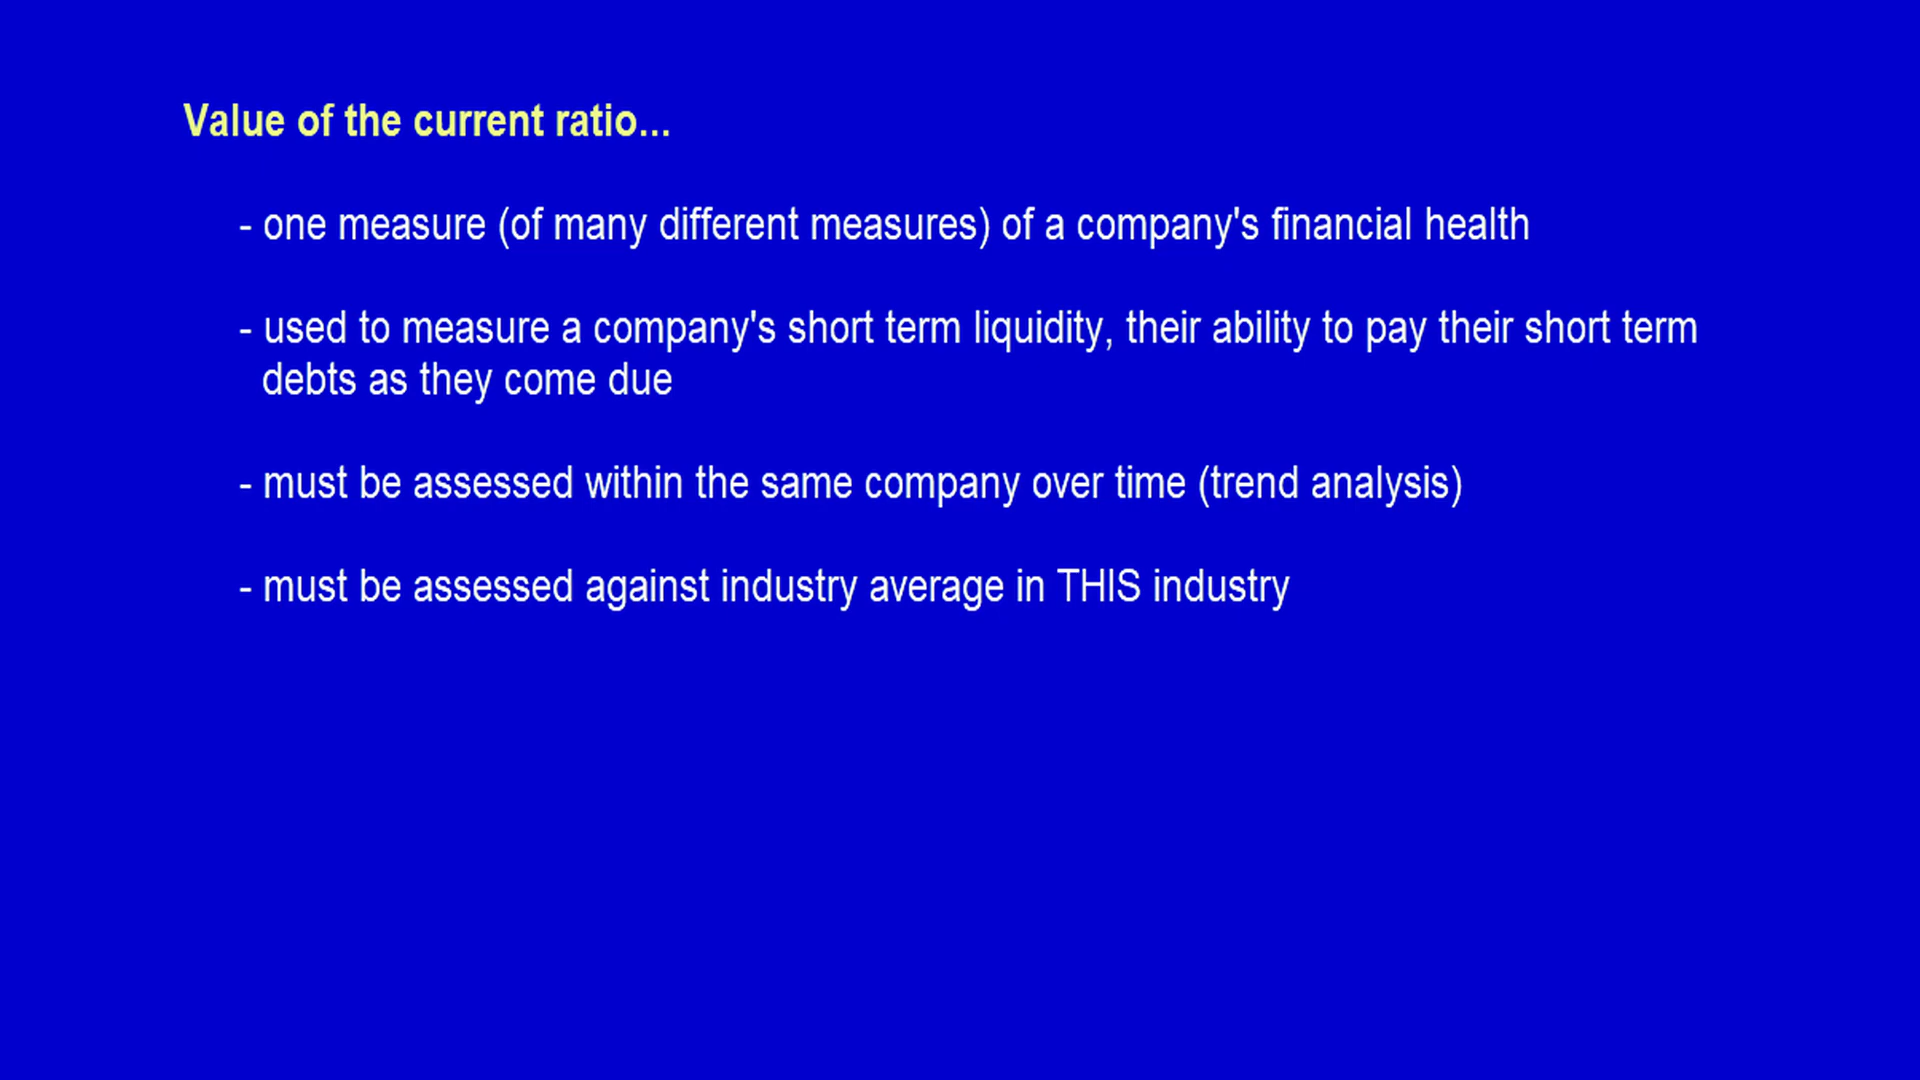 Value of the current ratio...
- one measure (of many different measures) of a company's financial health
- used to measure a company's short term liquidity, their ability to pay their short term
debts as they come due
- must be assessed within the same company over time (trend analysis)
- must be assessed against industry average in THIS industry